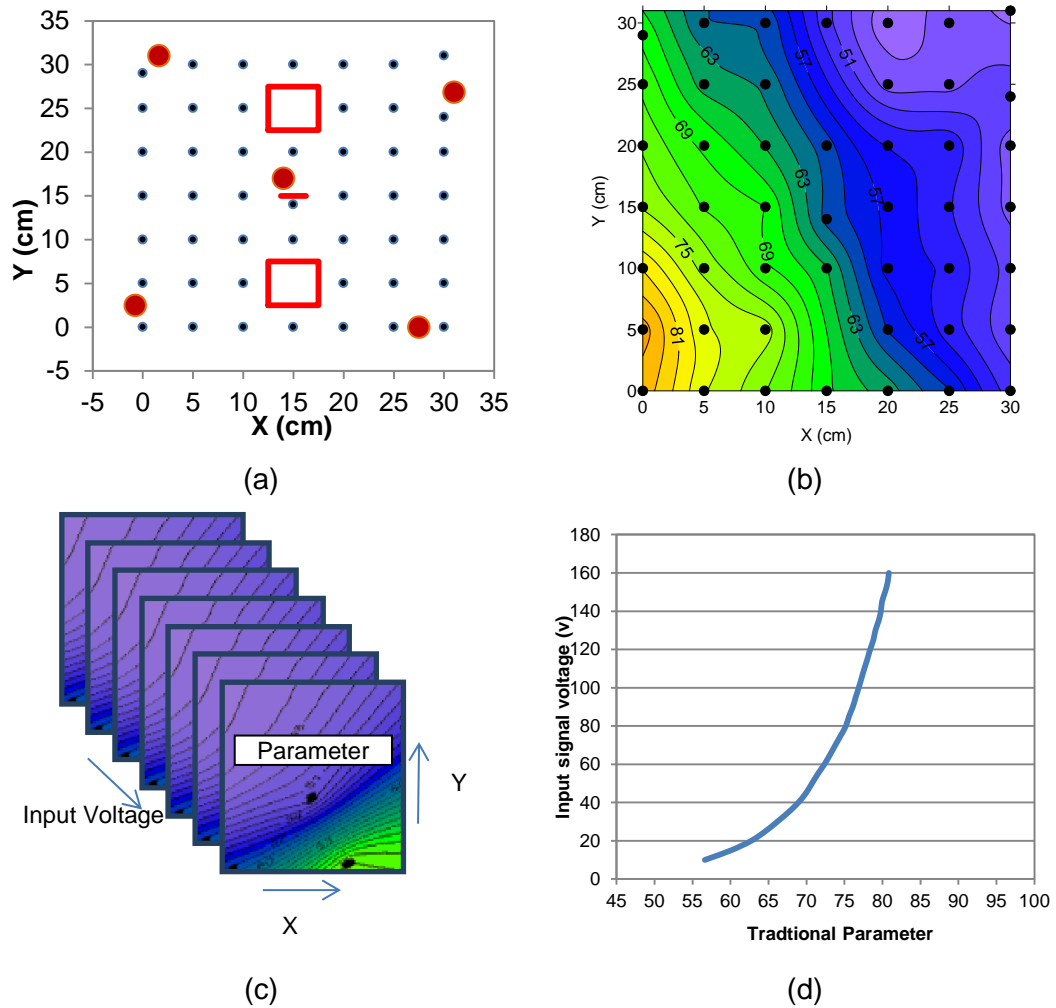 35
30
25
20
15
10
5
0
-5
-5 0 5 10 15 20 25 30 35
Y (cm)
X (cm)
(a)
30
25
20
15
10
5
0
0 5 10 15 20 25 30
Y (cm)
X (cm)
63
57
51
69
63
57
75
69
63
81
57
(b)
Parameter
Input Voltage
Y
X
(c)
180
160
140
120
100
80
60
40
20
0
45 50 55 60 65 70 75 80 85 90 95 100
Input signal voltage (v)
Tradtional Parameter
(d)